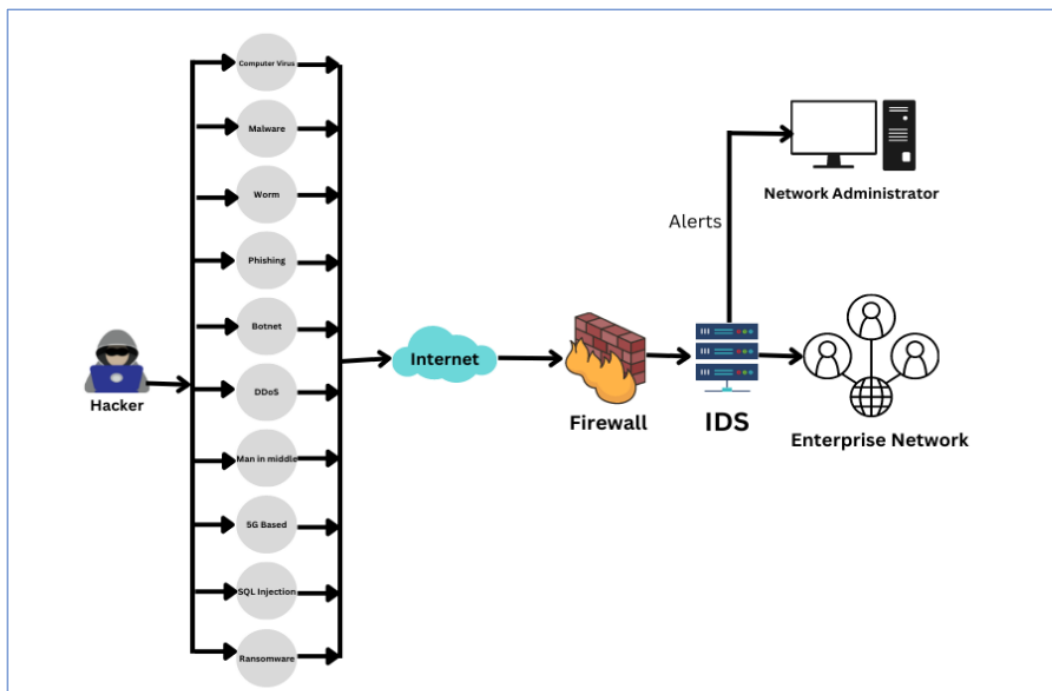 Computer Virus
Malware
Worm
Phishing
Botnet
DDoS
Man in middle
5G Based
SQL Injection
Ransomware
Hacker
Internet
Firewall
IDS
Alerts
Network Administrator
Enterprise Network